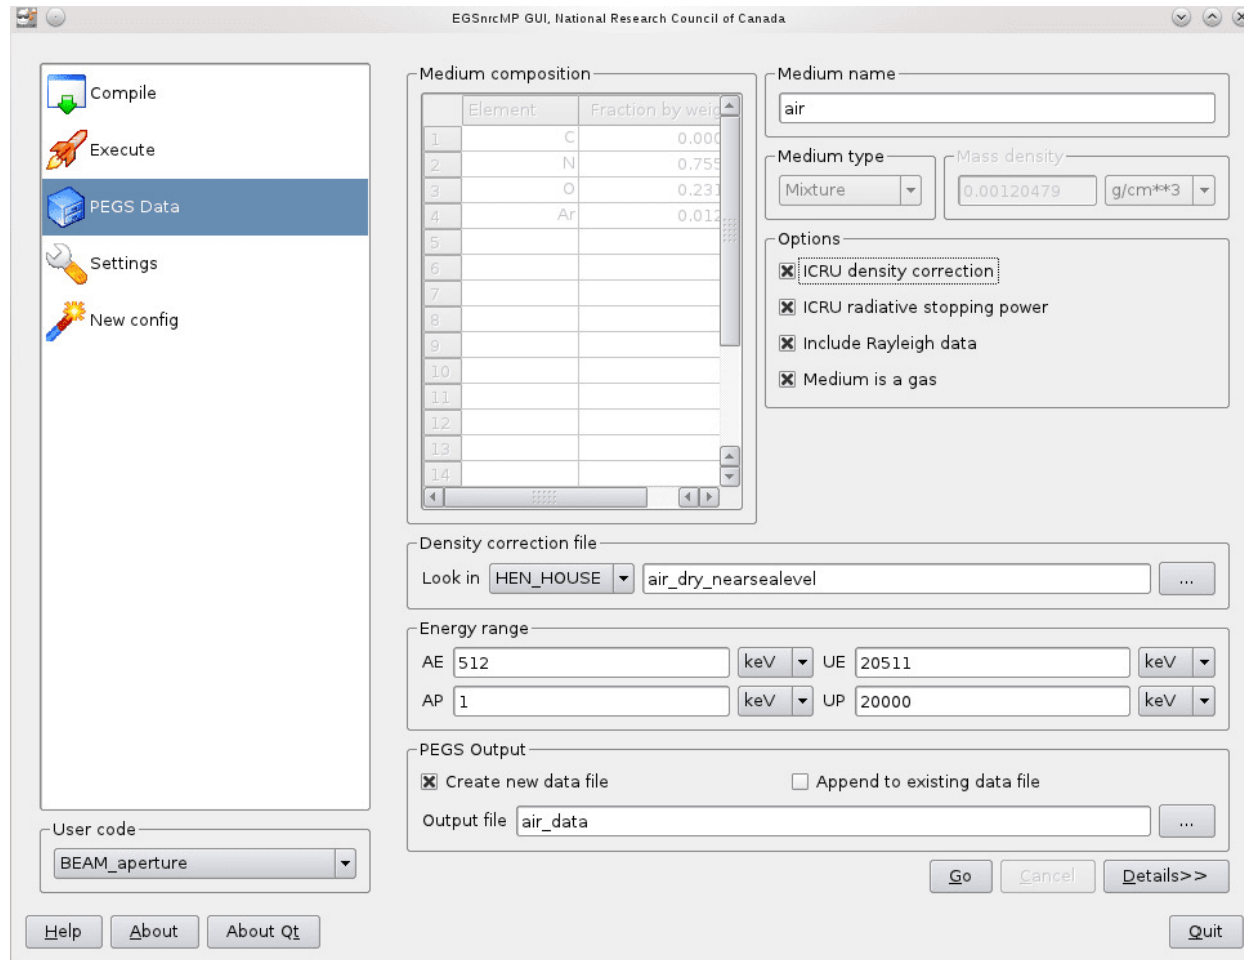 EGSnrcMP GUI, National Research Council of Canada
Compile
Execute
PEGS Data
Settings
New config
User code
BEAM_aperture
Medium composition
Element Fraction by weig
1 C 0.000
2 N 0.755
3 O 0.231
4 Ar 0.012
5
6
7
8
9
10
11
12
13
14
Medium name
air
Medium type
Mixture
Mass density
0.00120479 g/cm**3
Options
ICRU density correction
ICRU radiative stopping power
Include Rayleigh data
Medium is a gas
Density correction file
Look in HEN_HOUSE air_dry_nearsealevel ...
Energy range
AE 512 keV UE 20511 keV
AP 1 keV UP 20000 keV
PEGS Output
Create new data file Append to existing data file
Output file air_data ...
Go Cancel Details>>
Help About About Qt Quit